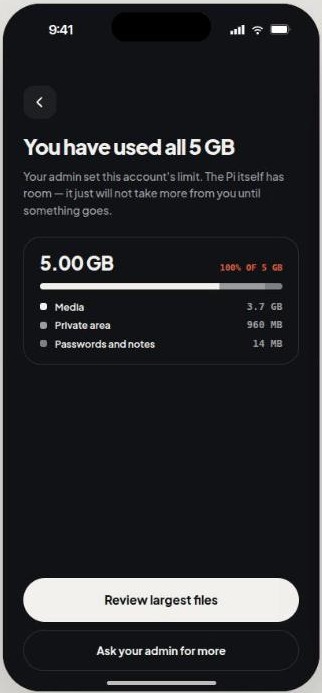 9:41
You have used all 5 GB
Your admin set this account's limit. The Pi itself has
room — it just will not take more from you until
something goes.
5.00 GB
100% OF 5 GB
Media 3.7 GB
Private area 960 MB
Passwords and notes 14 MB
Review largest files
Ask your admin for more